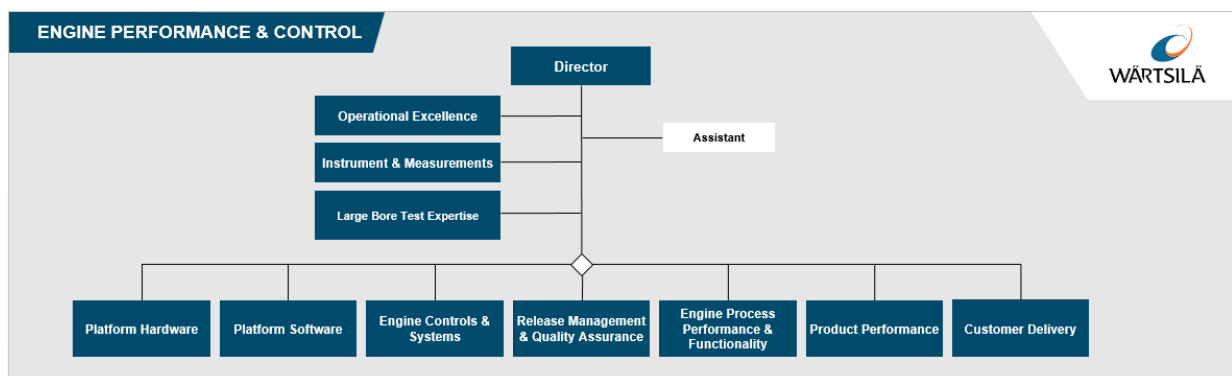 ENGINE PERFORMANCE & CONTROL
WÄRTSILÄ
Director
Operational Excellence
Assistant
Instrument & Measurements
Large Bore Test Expertise
Platform Hardware
Platform Software
Engine Controls &
Systems
Release Management
& Quality Assurance
Engine Process
Performance &
Functionality
Product Performance
Customer Delivery